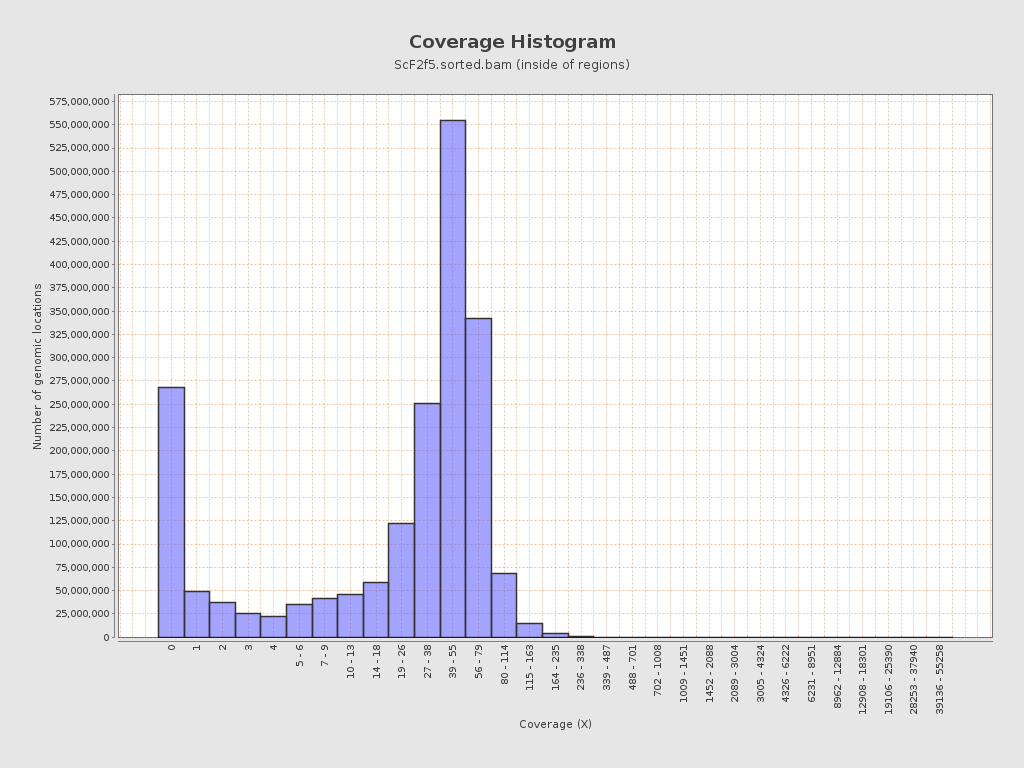 Coverage Histogram
ScF2f5.sorted.bam (inside of regions)
575,000,000
550,000,000
525,000,000
500,000,000
475,000,000
450,000,000
425,000,000
400,000,000
375,000,000
350,000,000
325,000,000
300,000,000
275,000,000
250,000,000
225,000,000
200,000,000
175,000,000
150,000,000
125,000,000
100,000,000
75,000,000
50,000,000
25,000,000
0
Number of genomic locations
0
1
2
3
4
5 - 6
7 - 9
10 - 13
14 - 18
19 - 26
27 - 38
39 - 55
56 - 79
80 - 114
115 - 163
164 - 235
236 - 338
339 - 487
488 - 701
702 - 1008
1009 - 1451
1452 - 2088
2089 - 3004
3005 - 4324
4326 - 6222
6231 - 8951
8962 - 12884
12908 - 18301
19106 - 25390
28253 - 37940
39136 - 55258
Coverage (X)